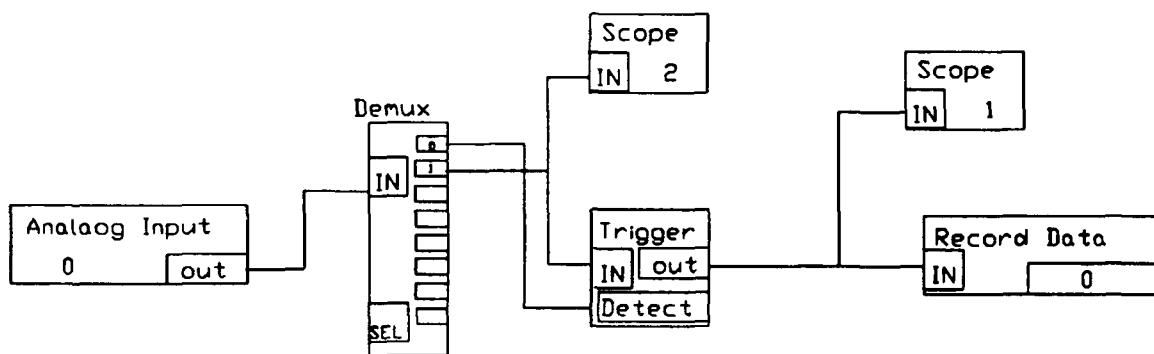 Scope
IN 2
Scope
IN 1
Demux
0
1
IN
SEL
Analaog Input
0 out
Trigger
IN out
Detect
Record Data
IN 0